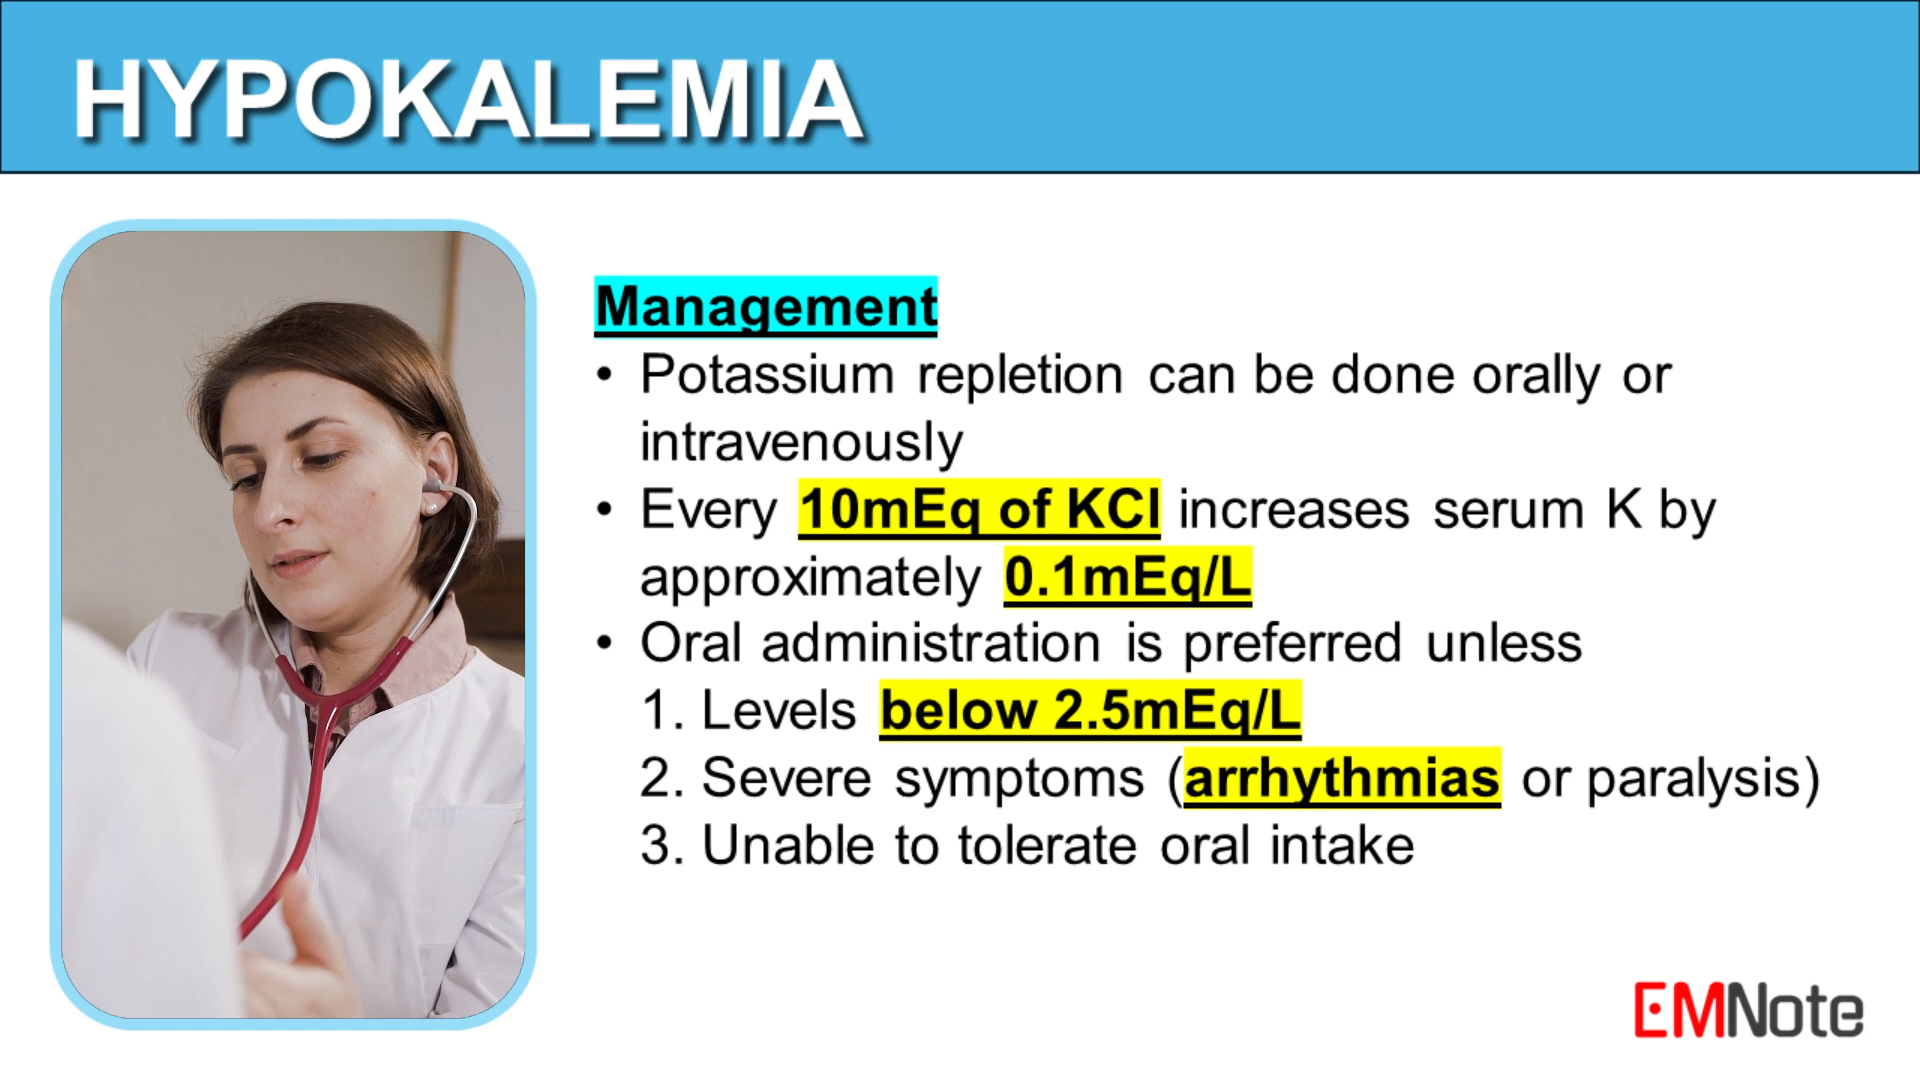 HYPOKALEMIA
Management
• Potassium repletion can be done orally or
intravenously
• Every 10mEq of KCl increases serum K by
approximately 0.1mEq/L
• Oral administration is preferred unless
1. Levels below 2.5mEq/L
2. Severe symptoms (arrhythmias or paralysis)
3. Unable to tolerate oral intake
EMNote